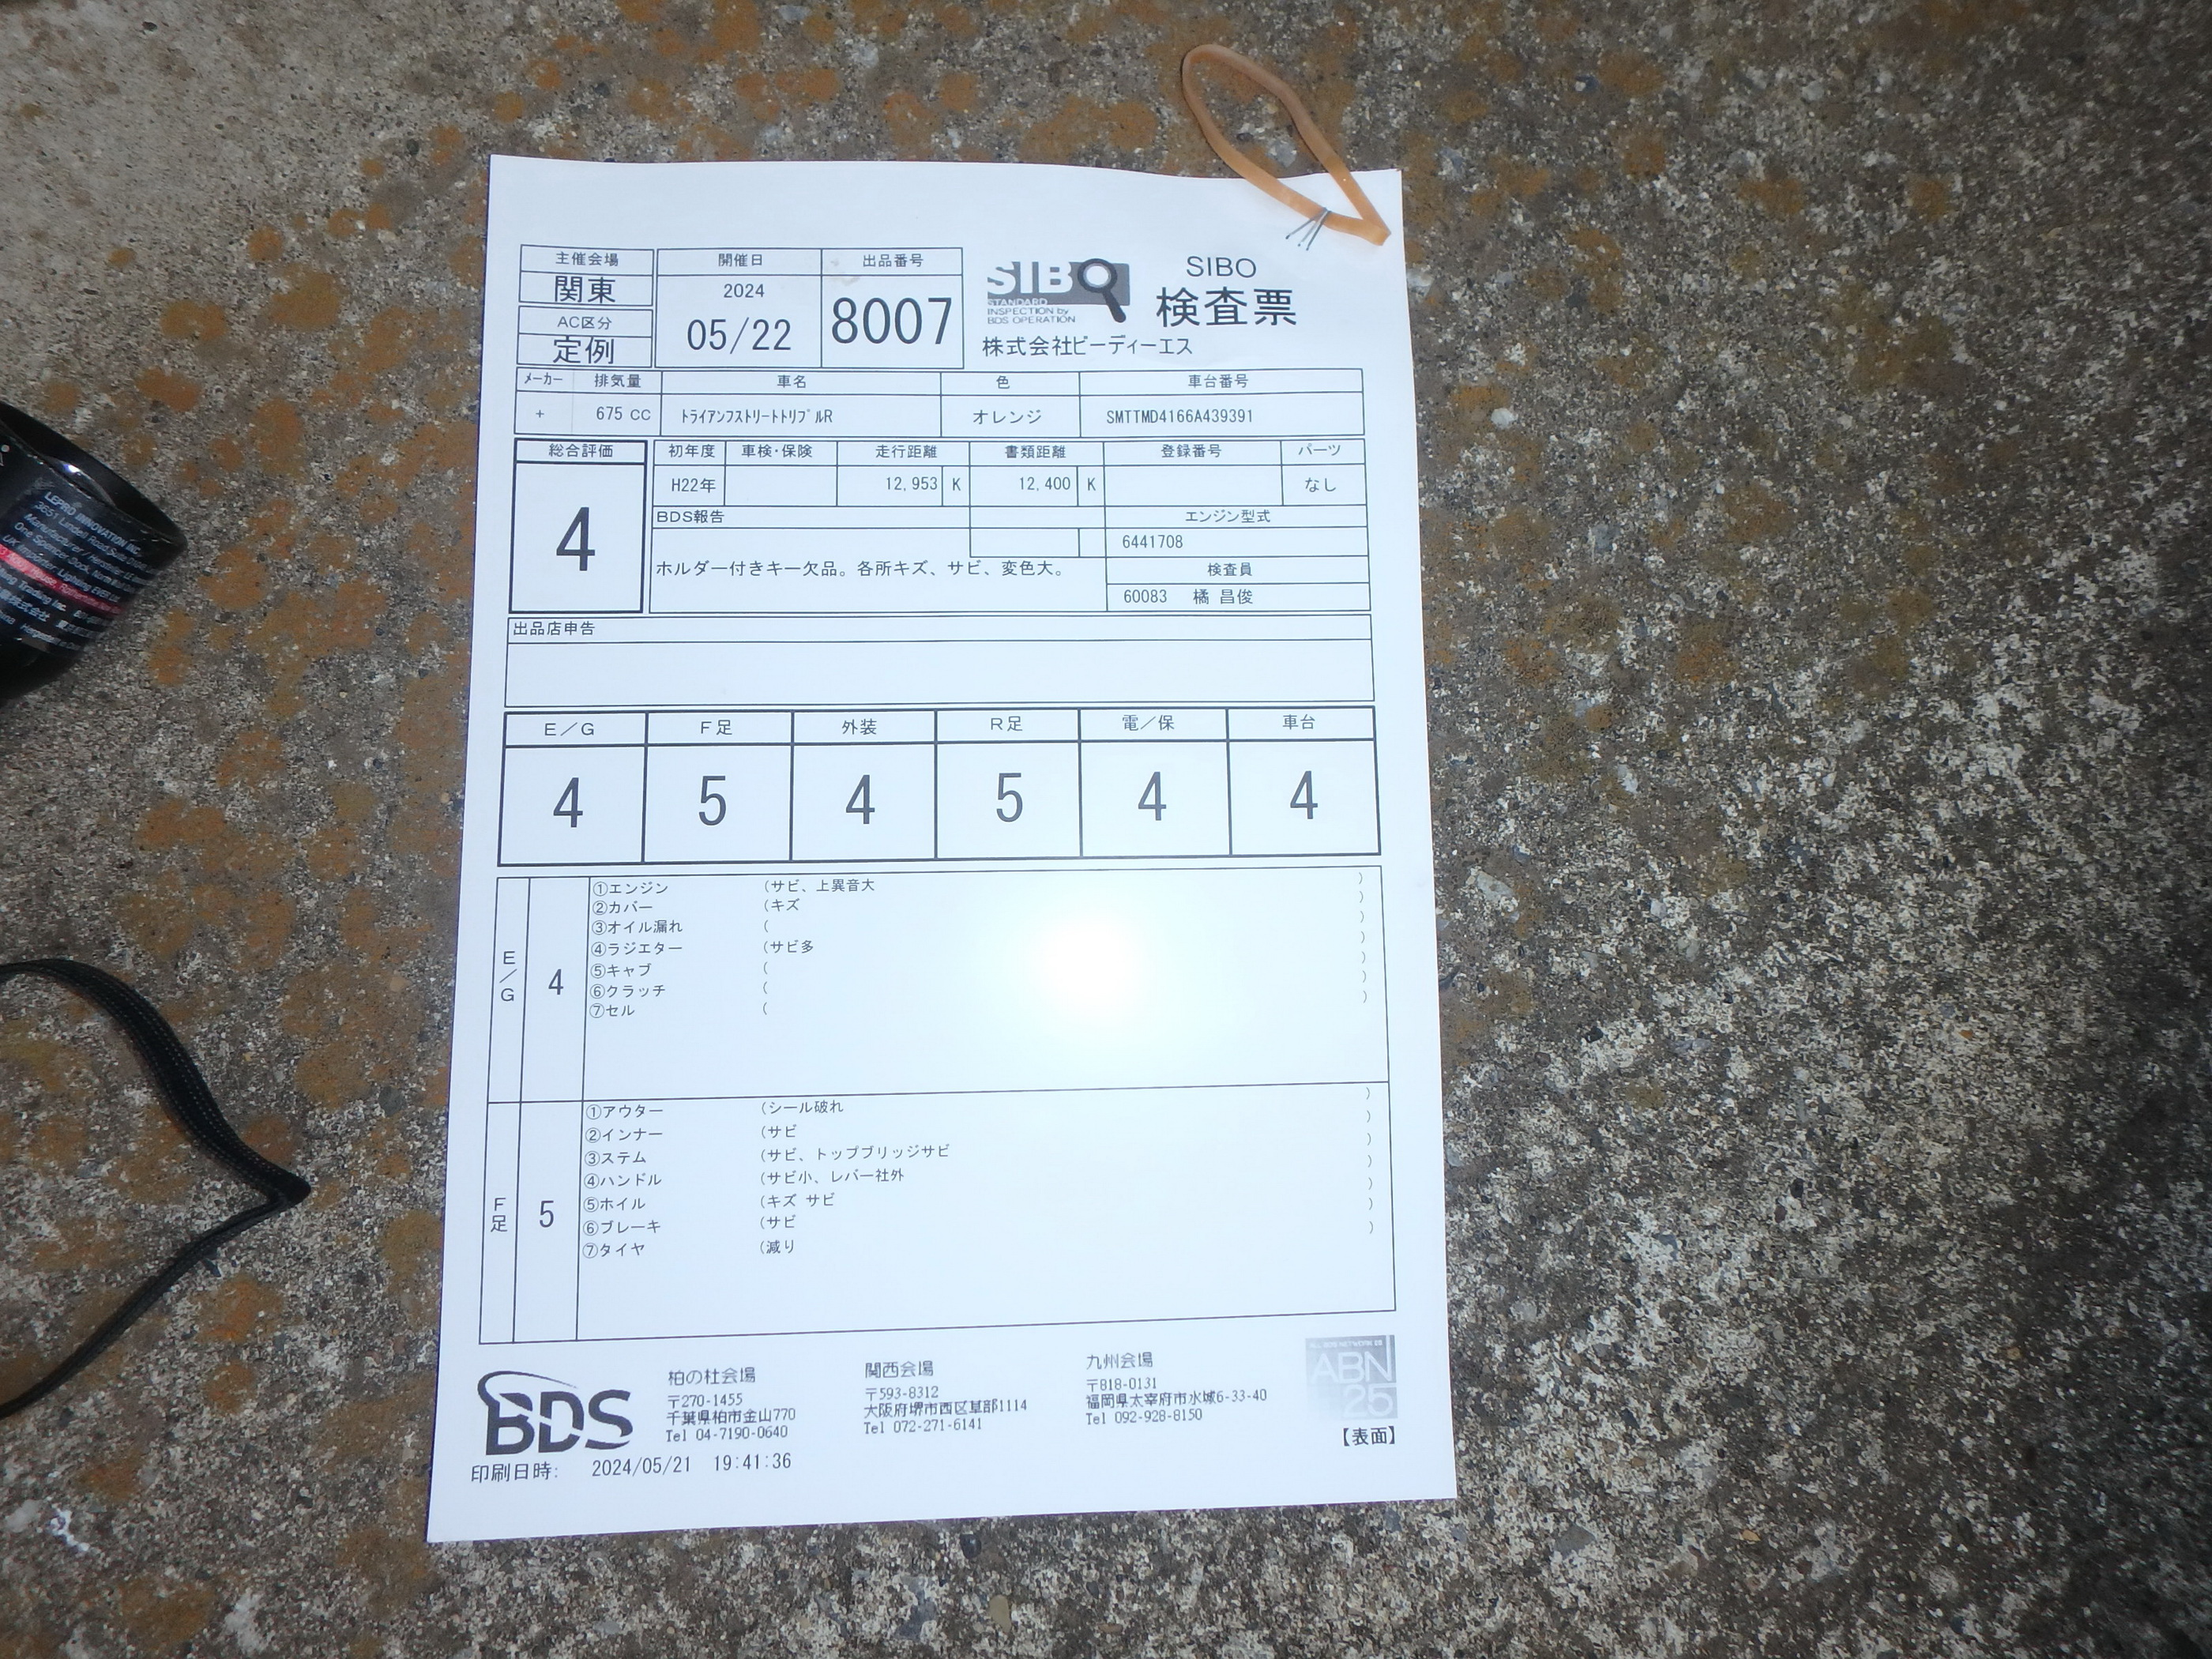 主催会場
関東
AC区分
定例
開催日
2024
05/22
出品番号
8007
SIBO
STANDARD
INSPECTION by
BDS OPERATION
SIBO
検査票
株式会社ビーディーエス
メーカー 排気量 車名 色 車台番号
+ 675 CC トライアンフストリートトリプルR オレンジ SMTTMD4166A439391
総合評価 初年度 車検・保険 走行距離 書類距離 登録番号 パーツ
4 H22年 12,953 K 12,400 K なし
BDS報告 エンジン型式
6441708
ホルダー付きキー欠品。各所キズ、サビ、変色大。 検査員
60083 橘 昌俊
出品店申告
E/G F足 外装 R足 電/保 車台
4 5 4 5 4 4
E/G 4
①エンジン (サビ、上異音大 )
②カバー (キズ )
③オイル漏れ ( )
④ラジエター (サビ多 )
⑤キャブ ( )
⑥クラッチ ( )
⑦セル ( )
F足 5
①アウター (シール破れ )
②インナー (サビ )
③ステム (サビ、トップブリッジサビ )
④ハンドル (サビ小、レバー社外 )
⑤ホイル (キズ サビ )
⑥ブレーキ (サビ )
⑦タイヤ (減り )
BDS
柏の杜会場
〒270-1455
千葉県柏市金山770
Tel 04-7190-0640
関西会場
〒593-8312
大阪府堺市西区草部1114
Tel 072-271-6141
九州会場
〒818-0131
福岡県太宰府市水城6-33-40
Tel 092-928-8150
ABN
25
【表面】
印刷日時: 2024/05/21 19:41:36
LEPRO INNOVATION INC.